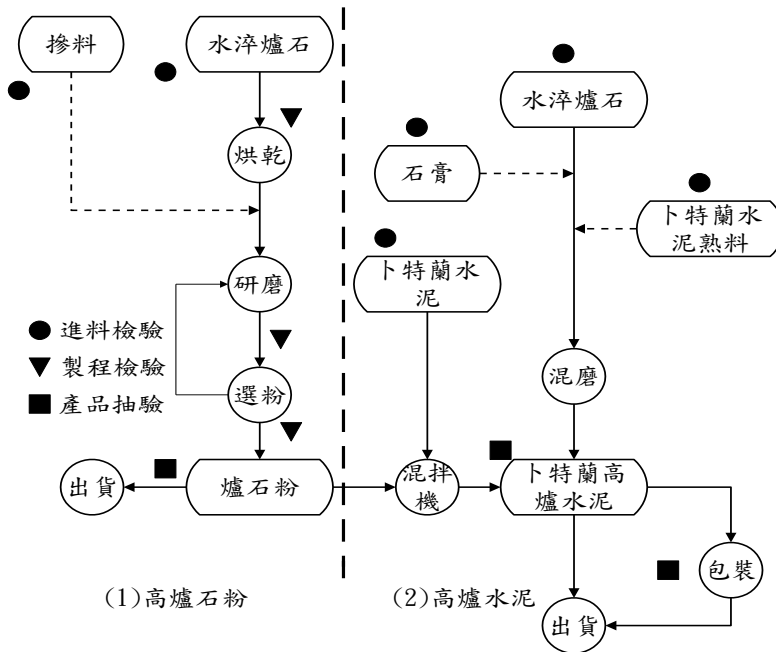 摻料
水淬爐石
烘乾
研磨
選粉
爐石粉
出貨
進料檢驗
製程檢驗
產品抽驗
(1)高爐石粉
水淬爐石
石膏
卜特蘭水
泥熟料
卜特蘭水
泥
混磨
混拌
機
卜特蘭高
爐水泥
包裝
出貨
(2)高爐水泥